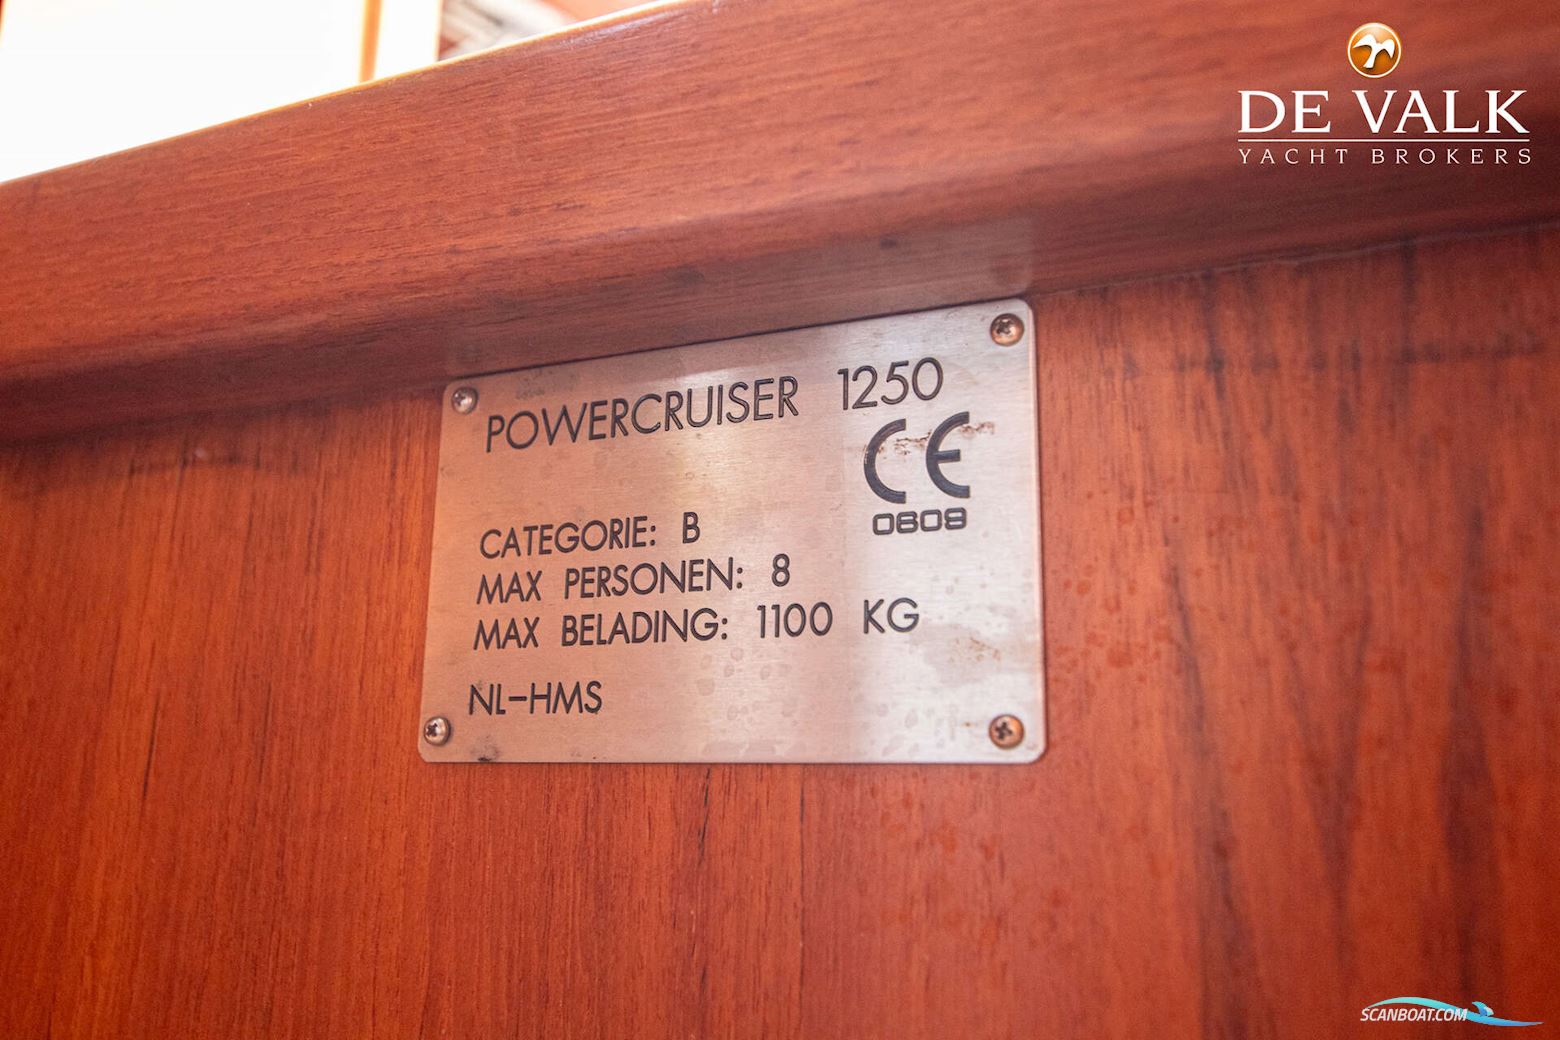 DE VALK
YACHT BROKERS
POWERCRUISER 1250
CE
0609
CATEGORIE: B
MAX PERSONEN: 8
MAX BELADING: 1100 KG
NL-HMS
SCANBOAT.COM